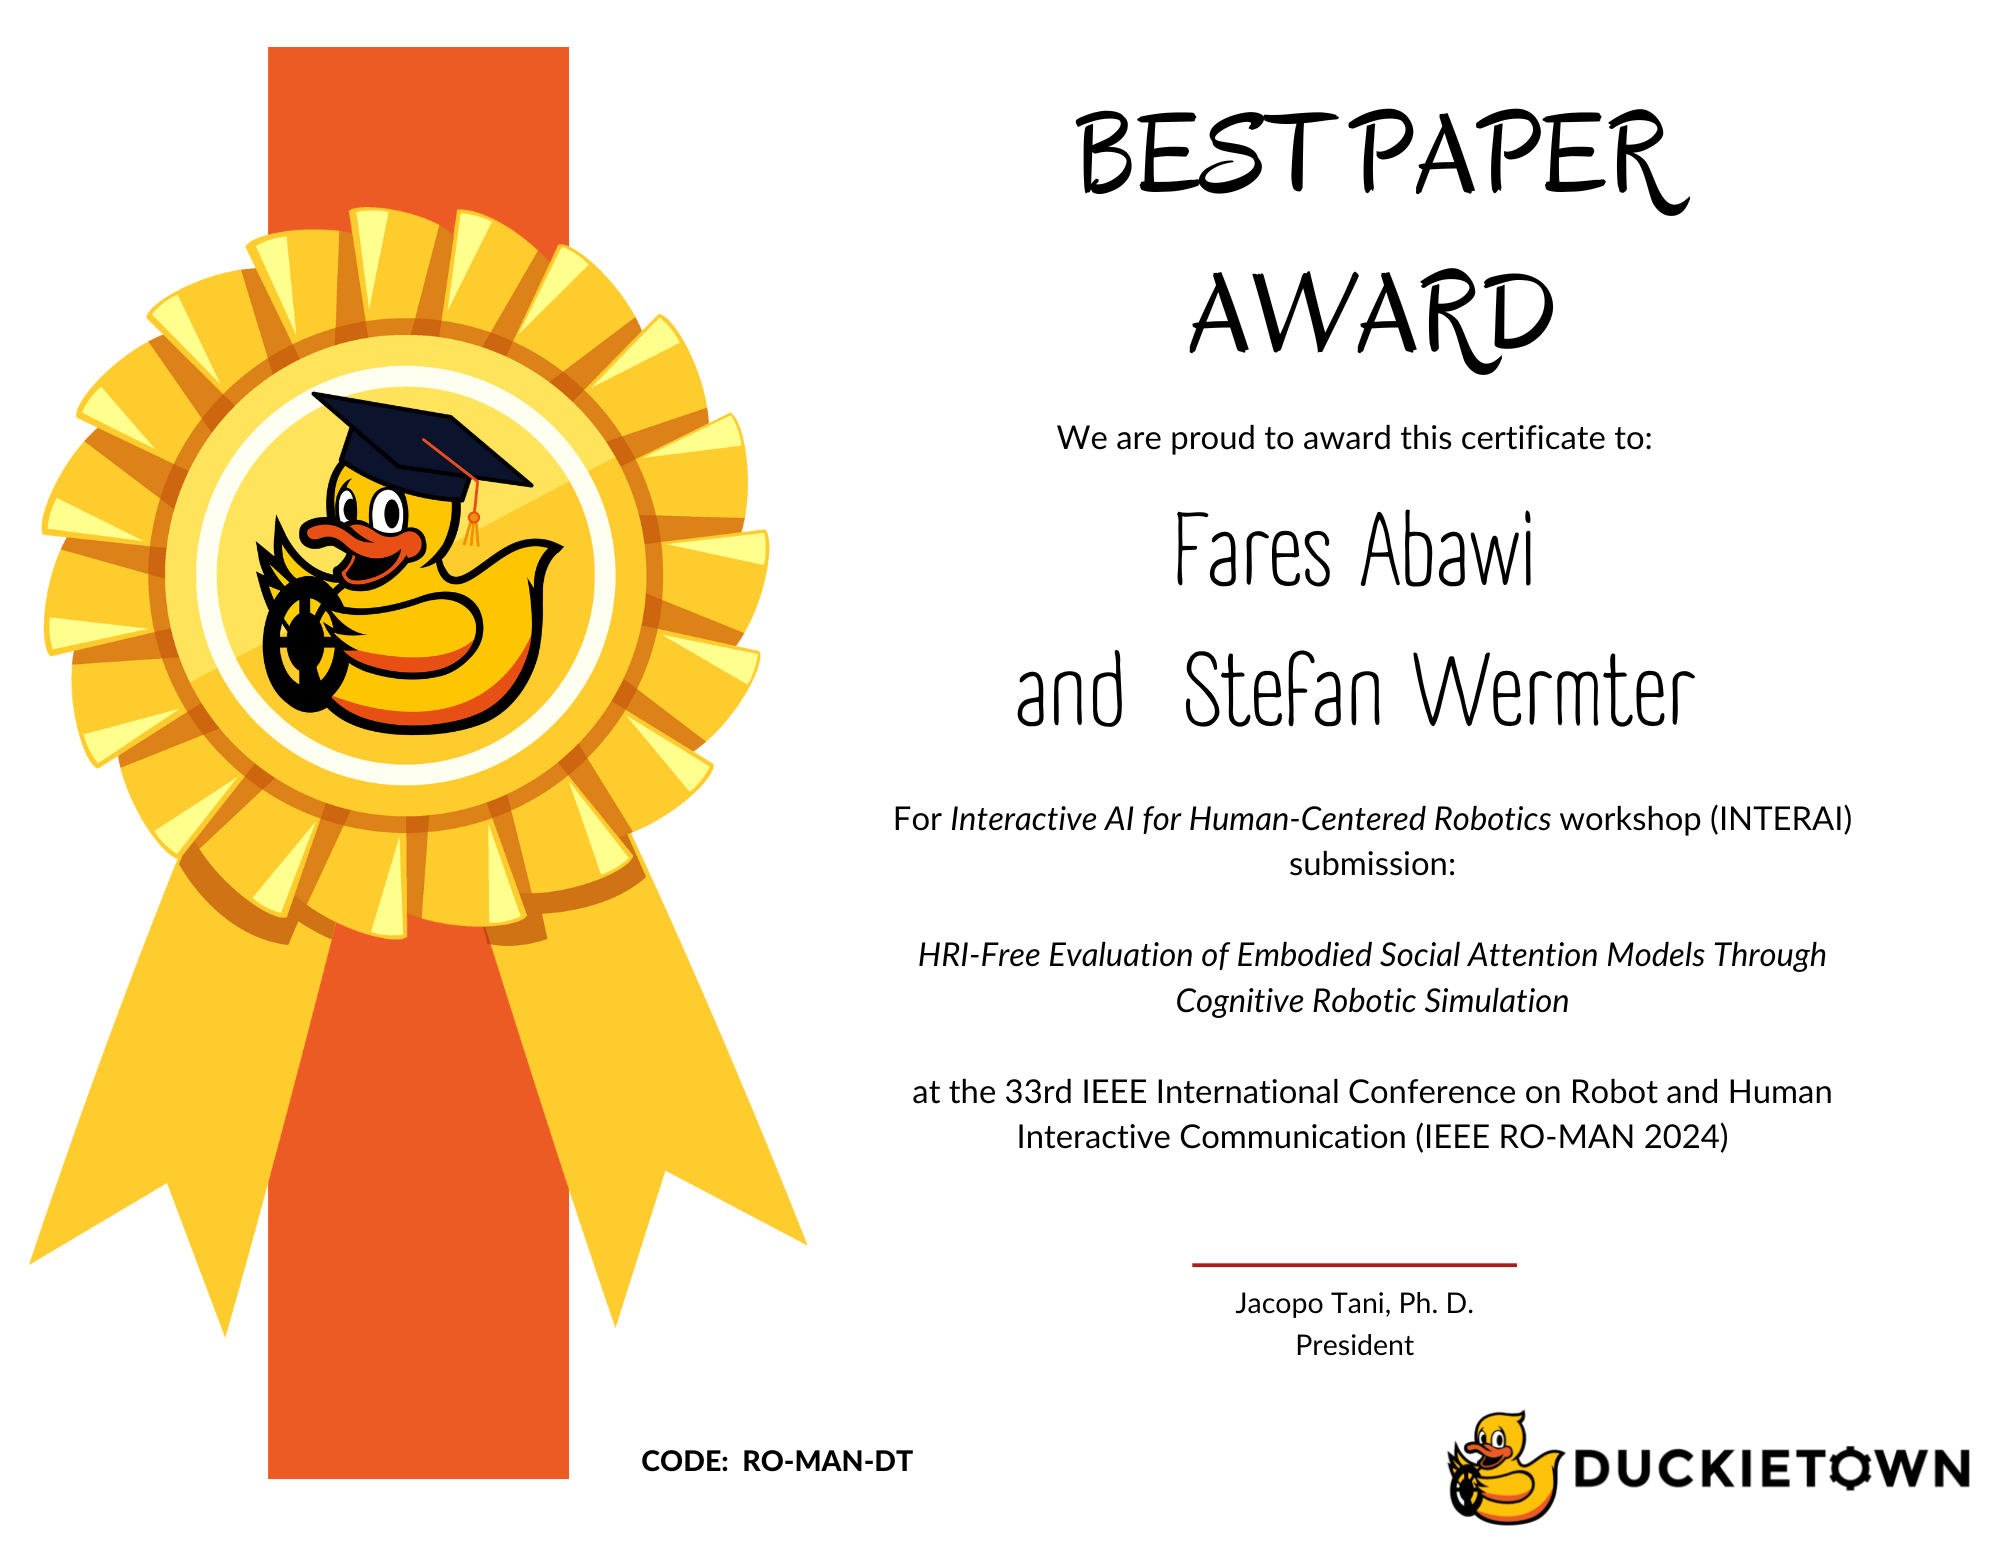 BEST PAPER
AWARD
We are proud to award this certificate to:
Fares Abawi
and Stefan Wermter
For Interactive AI for Human-Centered Robotics workshop (INTERAI)
submission:
HRI-Free Evaluation of Embodied Social Attention Models Through
Cognitive Robotic Simulation
at the 33rd IEEE International Conference on Robot and Human
Interactive Communication (IEEE RO-MAN 2024)
Jacopo Tani, Ph. D.
President
CODE: RO-MAN-DT
DUCKIETOWN